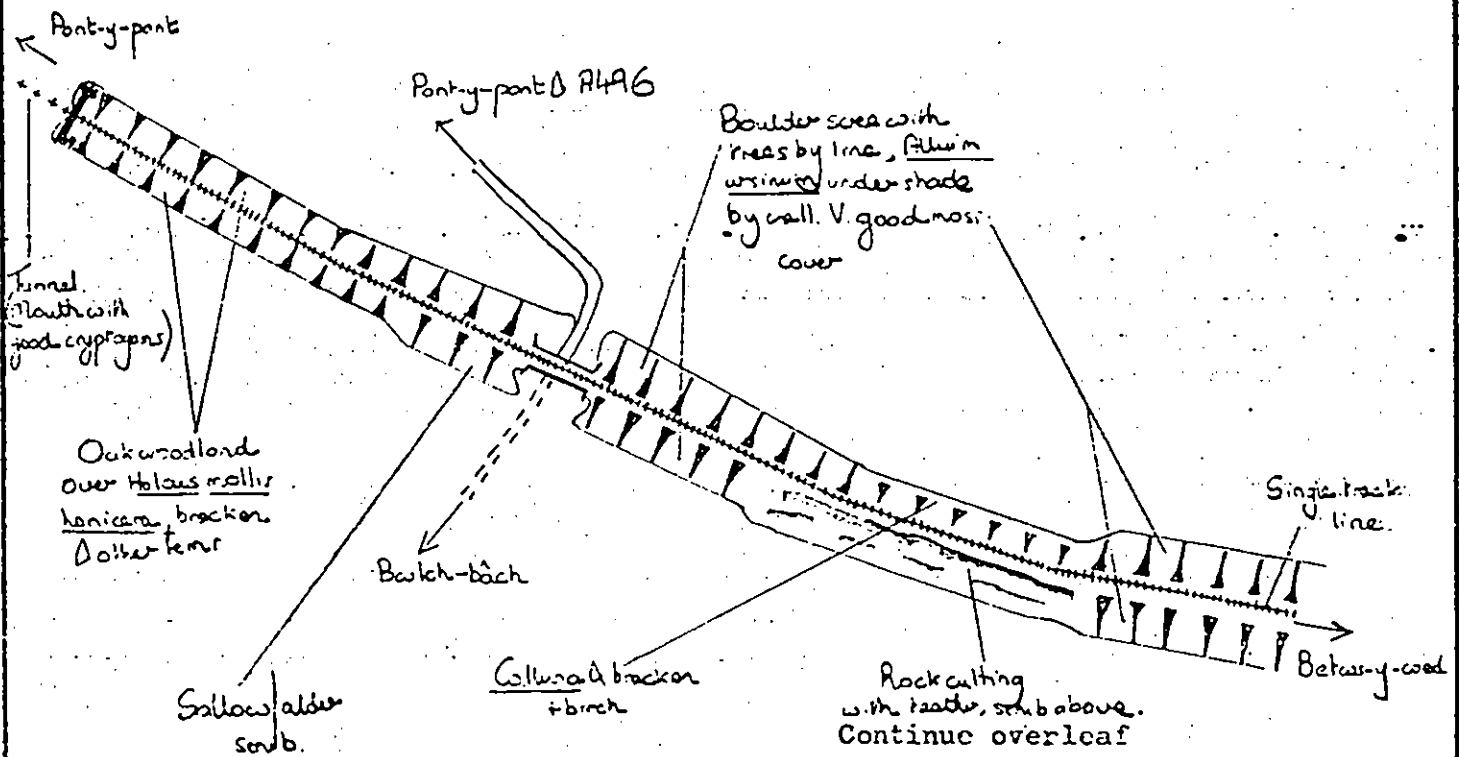 Pont-y-pant
Pont-y-pant & A496
Boulder scree with
trees by line, Allium
ursinum under shade
by wall. V. good moss
cover
Tunnel
(Mouth with
good cryptogams)
Oak woodland
over Holcus mollis
Lonicera, bracken
& other ferns
Bwlch-bâch
Single track
line.
Sallow/alder
scrub.
Calluna & bracken
+ birch
Rock cutting
with heather, scrub above.
Betws-y-coed
Continue overleaf